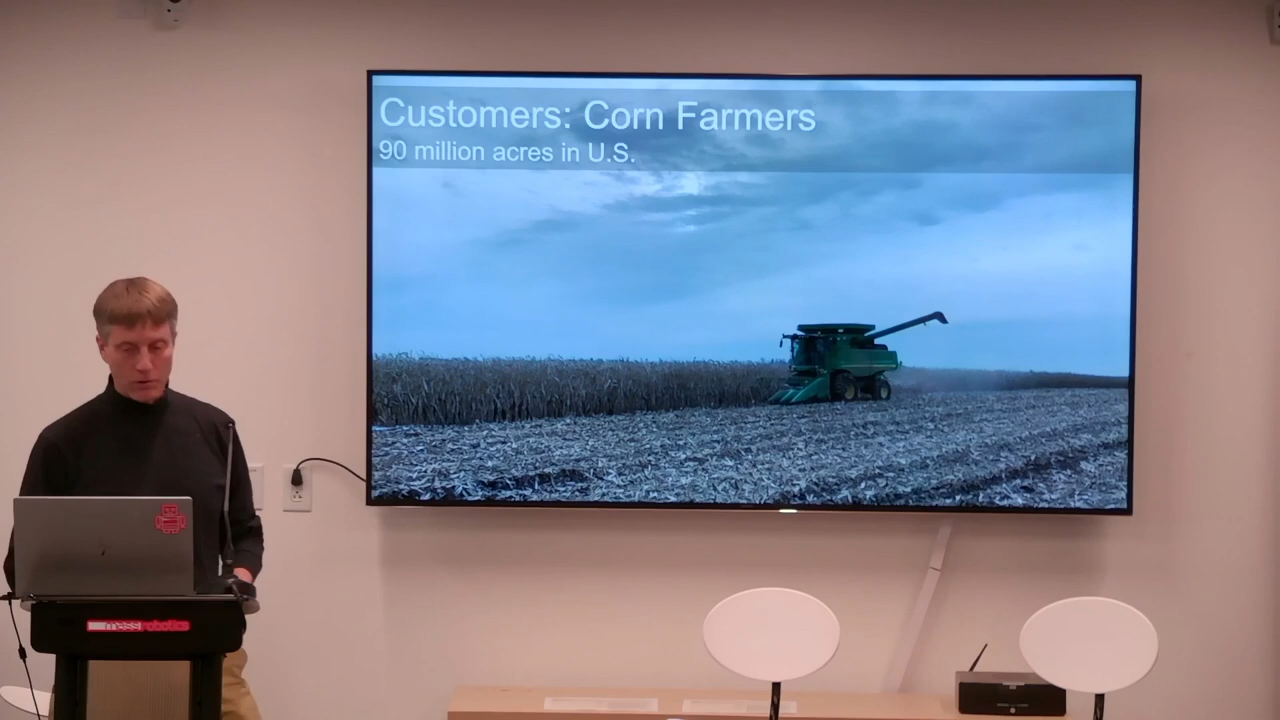 Customers: Corn Farmers
90 million acres in U.S.
massrobotics